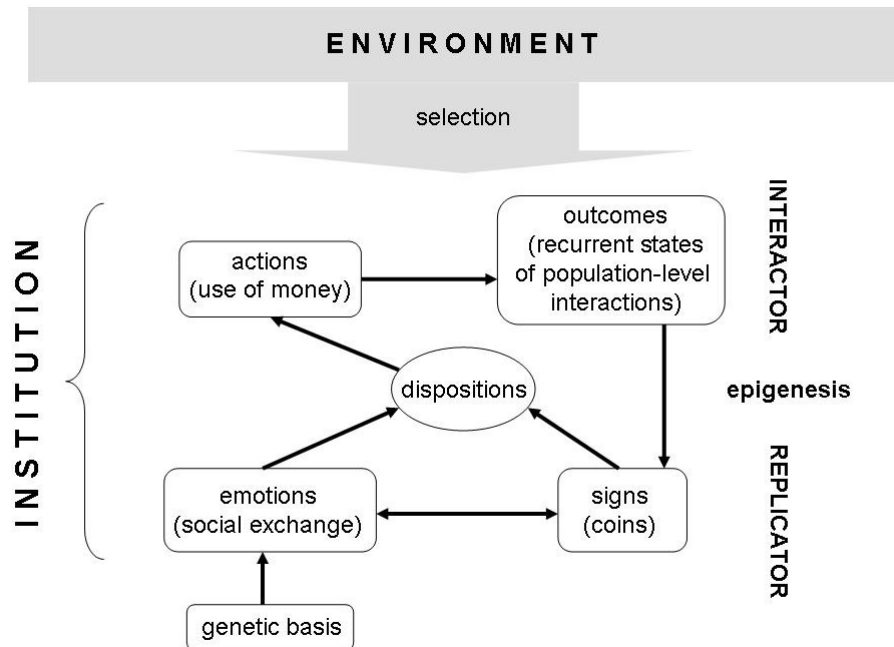 ENVIRONMENT
selection
INSTITUTION
actions
(use of money)
outcomes
(recurrent states
of population-level
interactions)
INTERACTOR
dispositions
epigenesis
emotions
(social exchange)
signs
(coins)
REPLICATOR
genetic basis